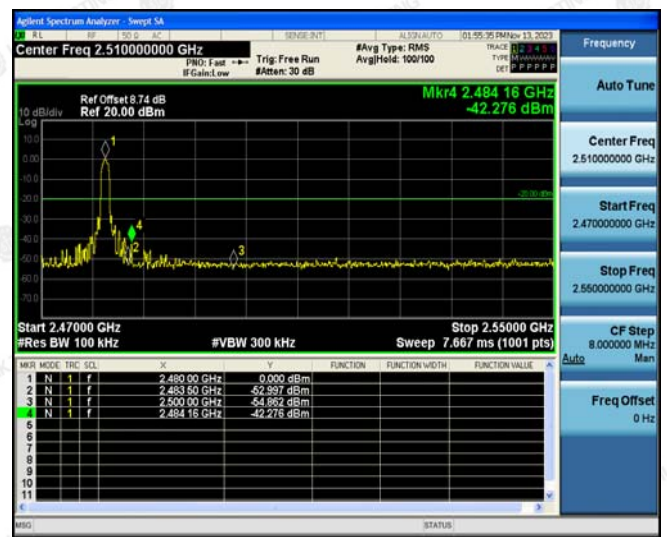 Agilent Spectrum Analyzer - Swept SA
RL RF 50 Ω AC SENSE:INT ALIGN AUTO 01:55:35 PM Nov 13, 2023
Center Freq 2.510000000 GHz
PNO: Fast
IFGain:Low
Trig: Free Run
#Atten: 30 dB
#Avg Type: RMS
Avg|Hold: 100/100
TRACE 1 2 3 4 5 6
TYPE
DET P P P P P P
Frequency
Auto Tune
Center Freq
2.510000000 GHz
Start Freq
2.470000000 GHz
Stop Freq
2.550000000 GHz
CF Step
8.000000 MHz
Auto Man
Freq Offset
0 Hz
Mkr4 2.484 16 GHz
-42.276 dBm
Ref Offset 8.74 dB
10 dB/div Ref 20.00 dBm
Log
10.0
0.00
-10.0
-20.0
-30.0
-40.0
-50.0
-60.0
-70.0
1
4
2
3
-20.00 dBm
Start 2.47000 GHz Stop 2.55000 GHz
#Res BW 100 kHz #VBW 300 kHz Sweep 7.667 ms (1001 pts)
MKR MODE TRC SCL X Y FUNCTION FUNCTION WIDTH FUNCTION VALUE
1 N 1 f 2.480 00 GHz 0.000 dBm
2 N 1 f 2.483 50 GHz -52.997 dBm
3 N 1 f 2.500 00 GHz -54.862 dBm
4 N 1 f 2.484 16 GHz -42.276 dBm
5
6
7
8
9
10
11
MSG STATUS